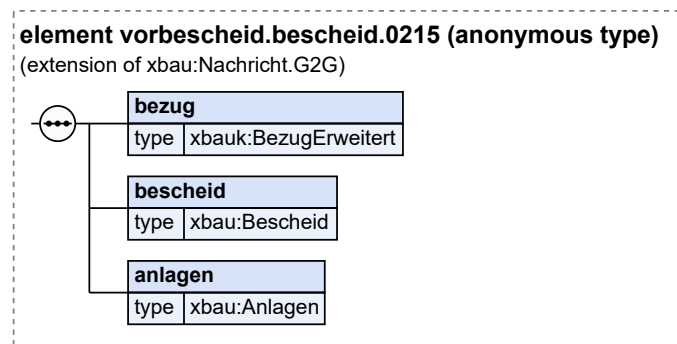 element vorbescheid.bescheid.0215 (anonymous type)
(extension of xbau:Nachricht.G2G)
bezug
type xbauk:BezugErweitert
bescheid
type xbau:Bescheid
anlagen
type xbau:Anlagen